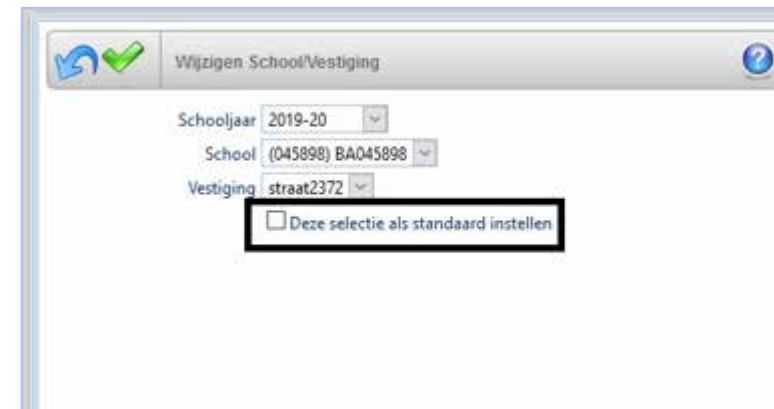 Wijzigen School/Vestiging
?
Schooljaar 2019-20
School (045898) BA045898
Vestiging straat2372
Deze selectie als standaard instellen